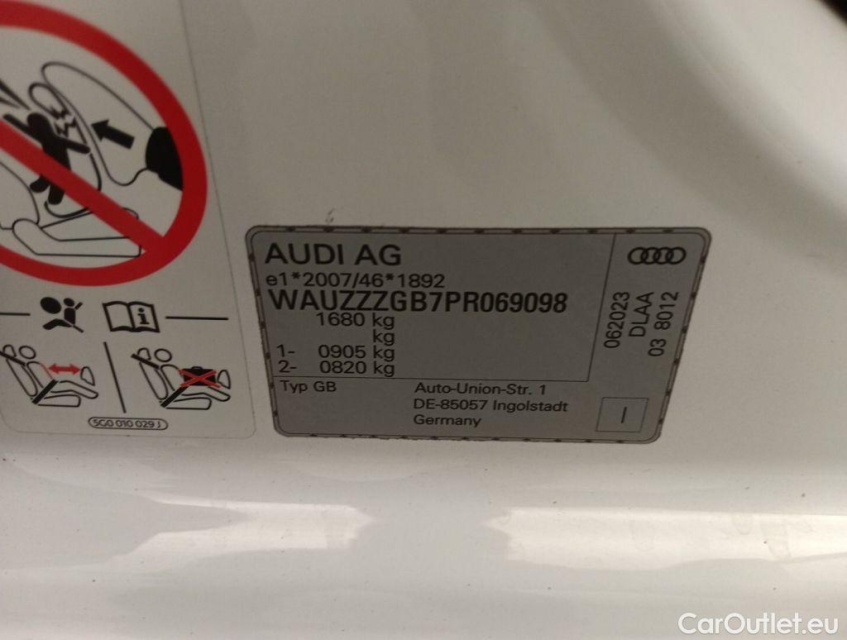 AUDI AG
e1*2007/46*1892
WAUZZZGB7PR069098
1680 kg
kg
1- 0905 kg
2- 0820 kg
Typ GB
Auto-Union-Str. 1
DE-85057 Ingolstadt
Germany
062023
DLAA
03 8012
I
i
5G0 010 029 J
CarOutlet.eu